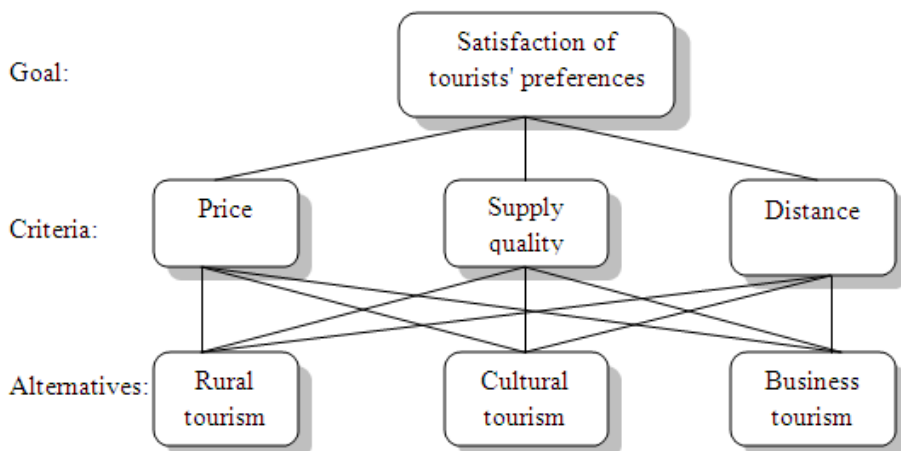 Goal:
Satisfaction of
tourists' preferences
Criteria:
Price
Supply
quality
Distance
Alternatives:
Rural
tourism
Cultural
tourism
Business
tourism